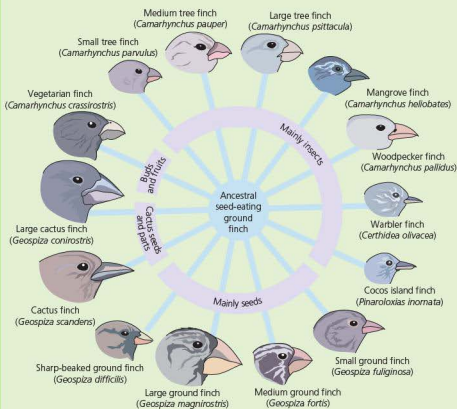 Medium tree finch
(Camarhynchus pauper)
Large tree finch
(Camarhynchus psittacula)
Small tree finch
(Camarhynchus parvulus)
Mangrove finch
(Camarhynchus heliobates)
Vegetarian finch
(Camarhynchus crassirostris)
Woodpecker finch
(Camarhynchus pallidus)
Mainly insects
Buds
and fruits
Ancestral
seed-eating
ground
finch
Warbler finch
(Certhidea olivacea)
Cactus seeds
and parts
Large cactus finch
(Geospiza conirostris)
Cocos island finch
(Pinaroloxias inornata)
Mainly seeds
Cactus finch
(Geospiza scandens)
Small ground finch
(Geospiza fuliginosa)
Sharp-beaked ground finch
(Geospiza difficilis)
Large ground finch
(Geospiza magnirostris)
Medium ground finch
(Geospiza fortis)